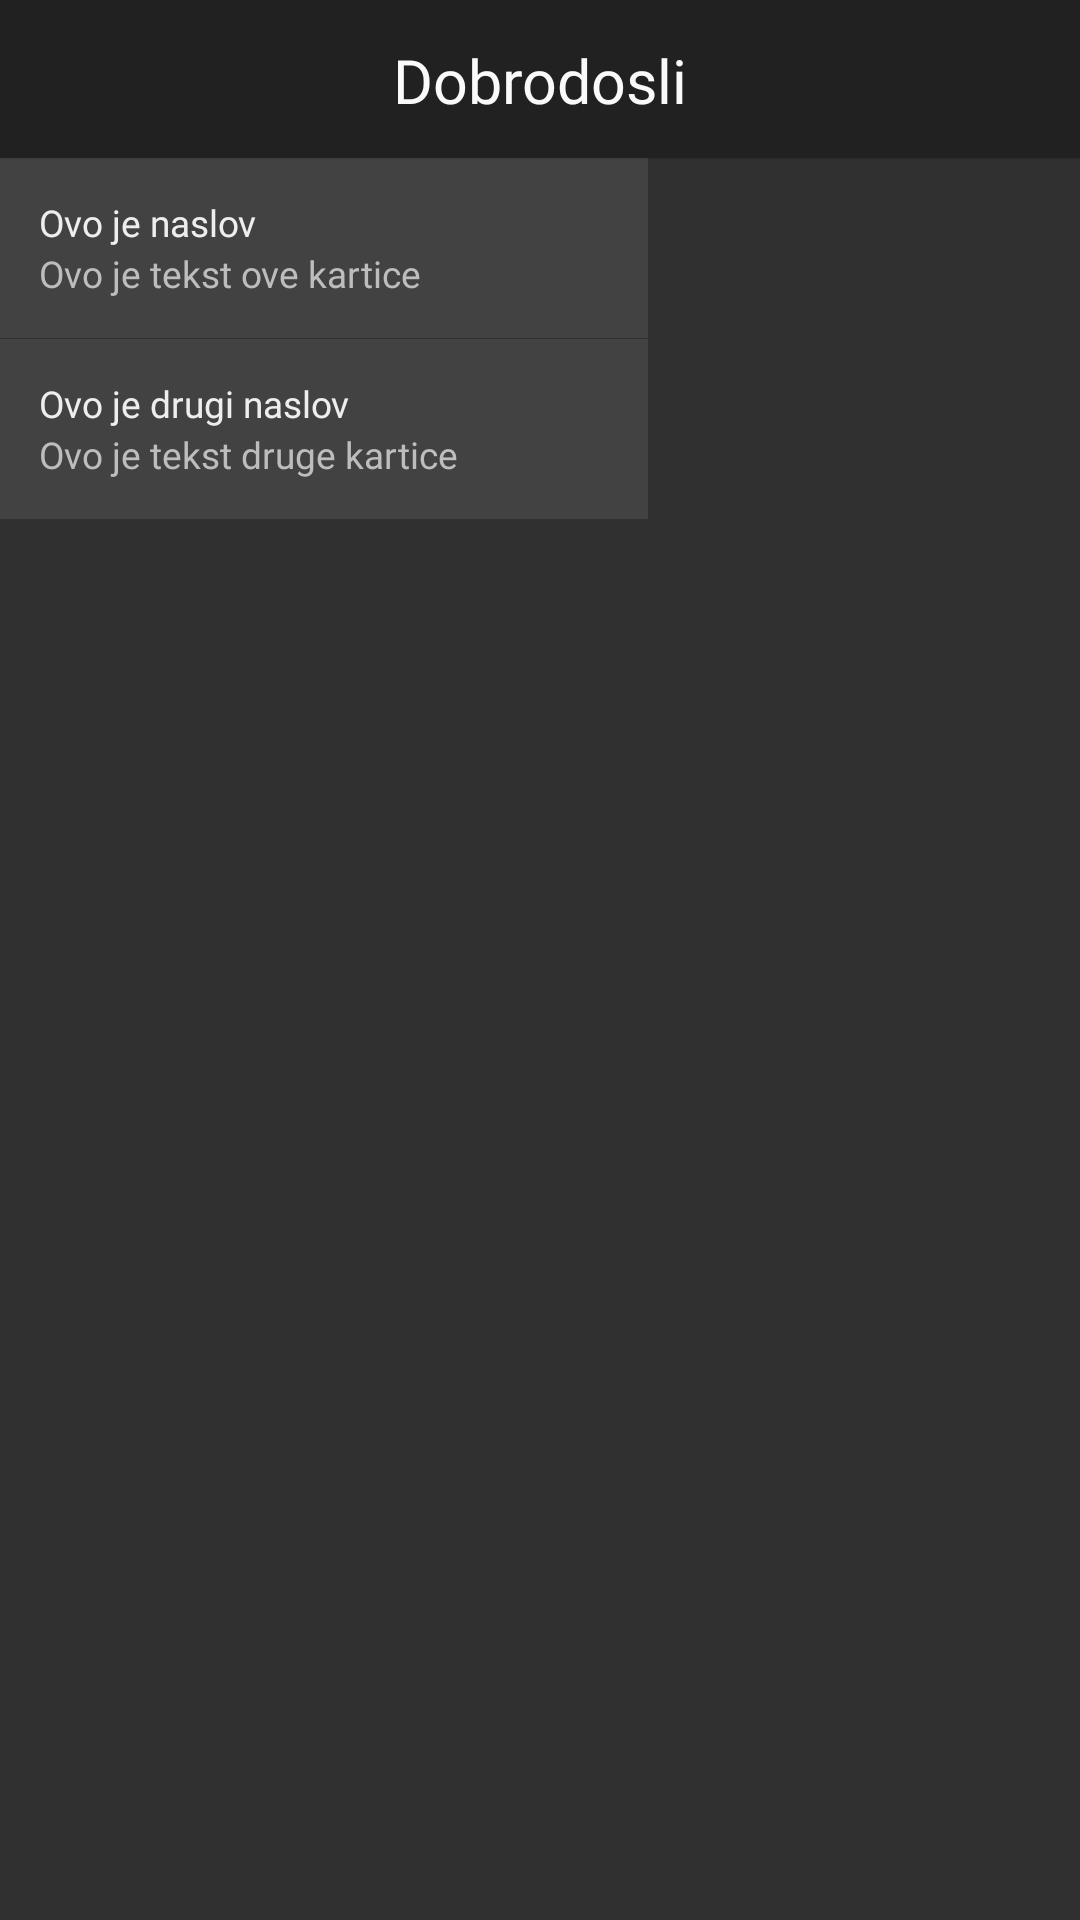 Dobrodosli
Ovo je naslov
Ovo je tekst ove kartice
Ovo je drugi naslov
Ovo je tekst druge kartice